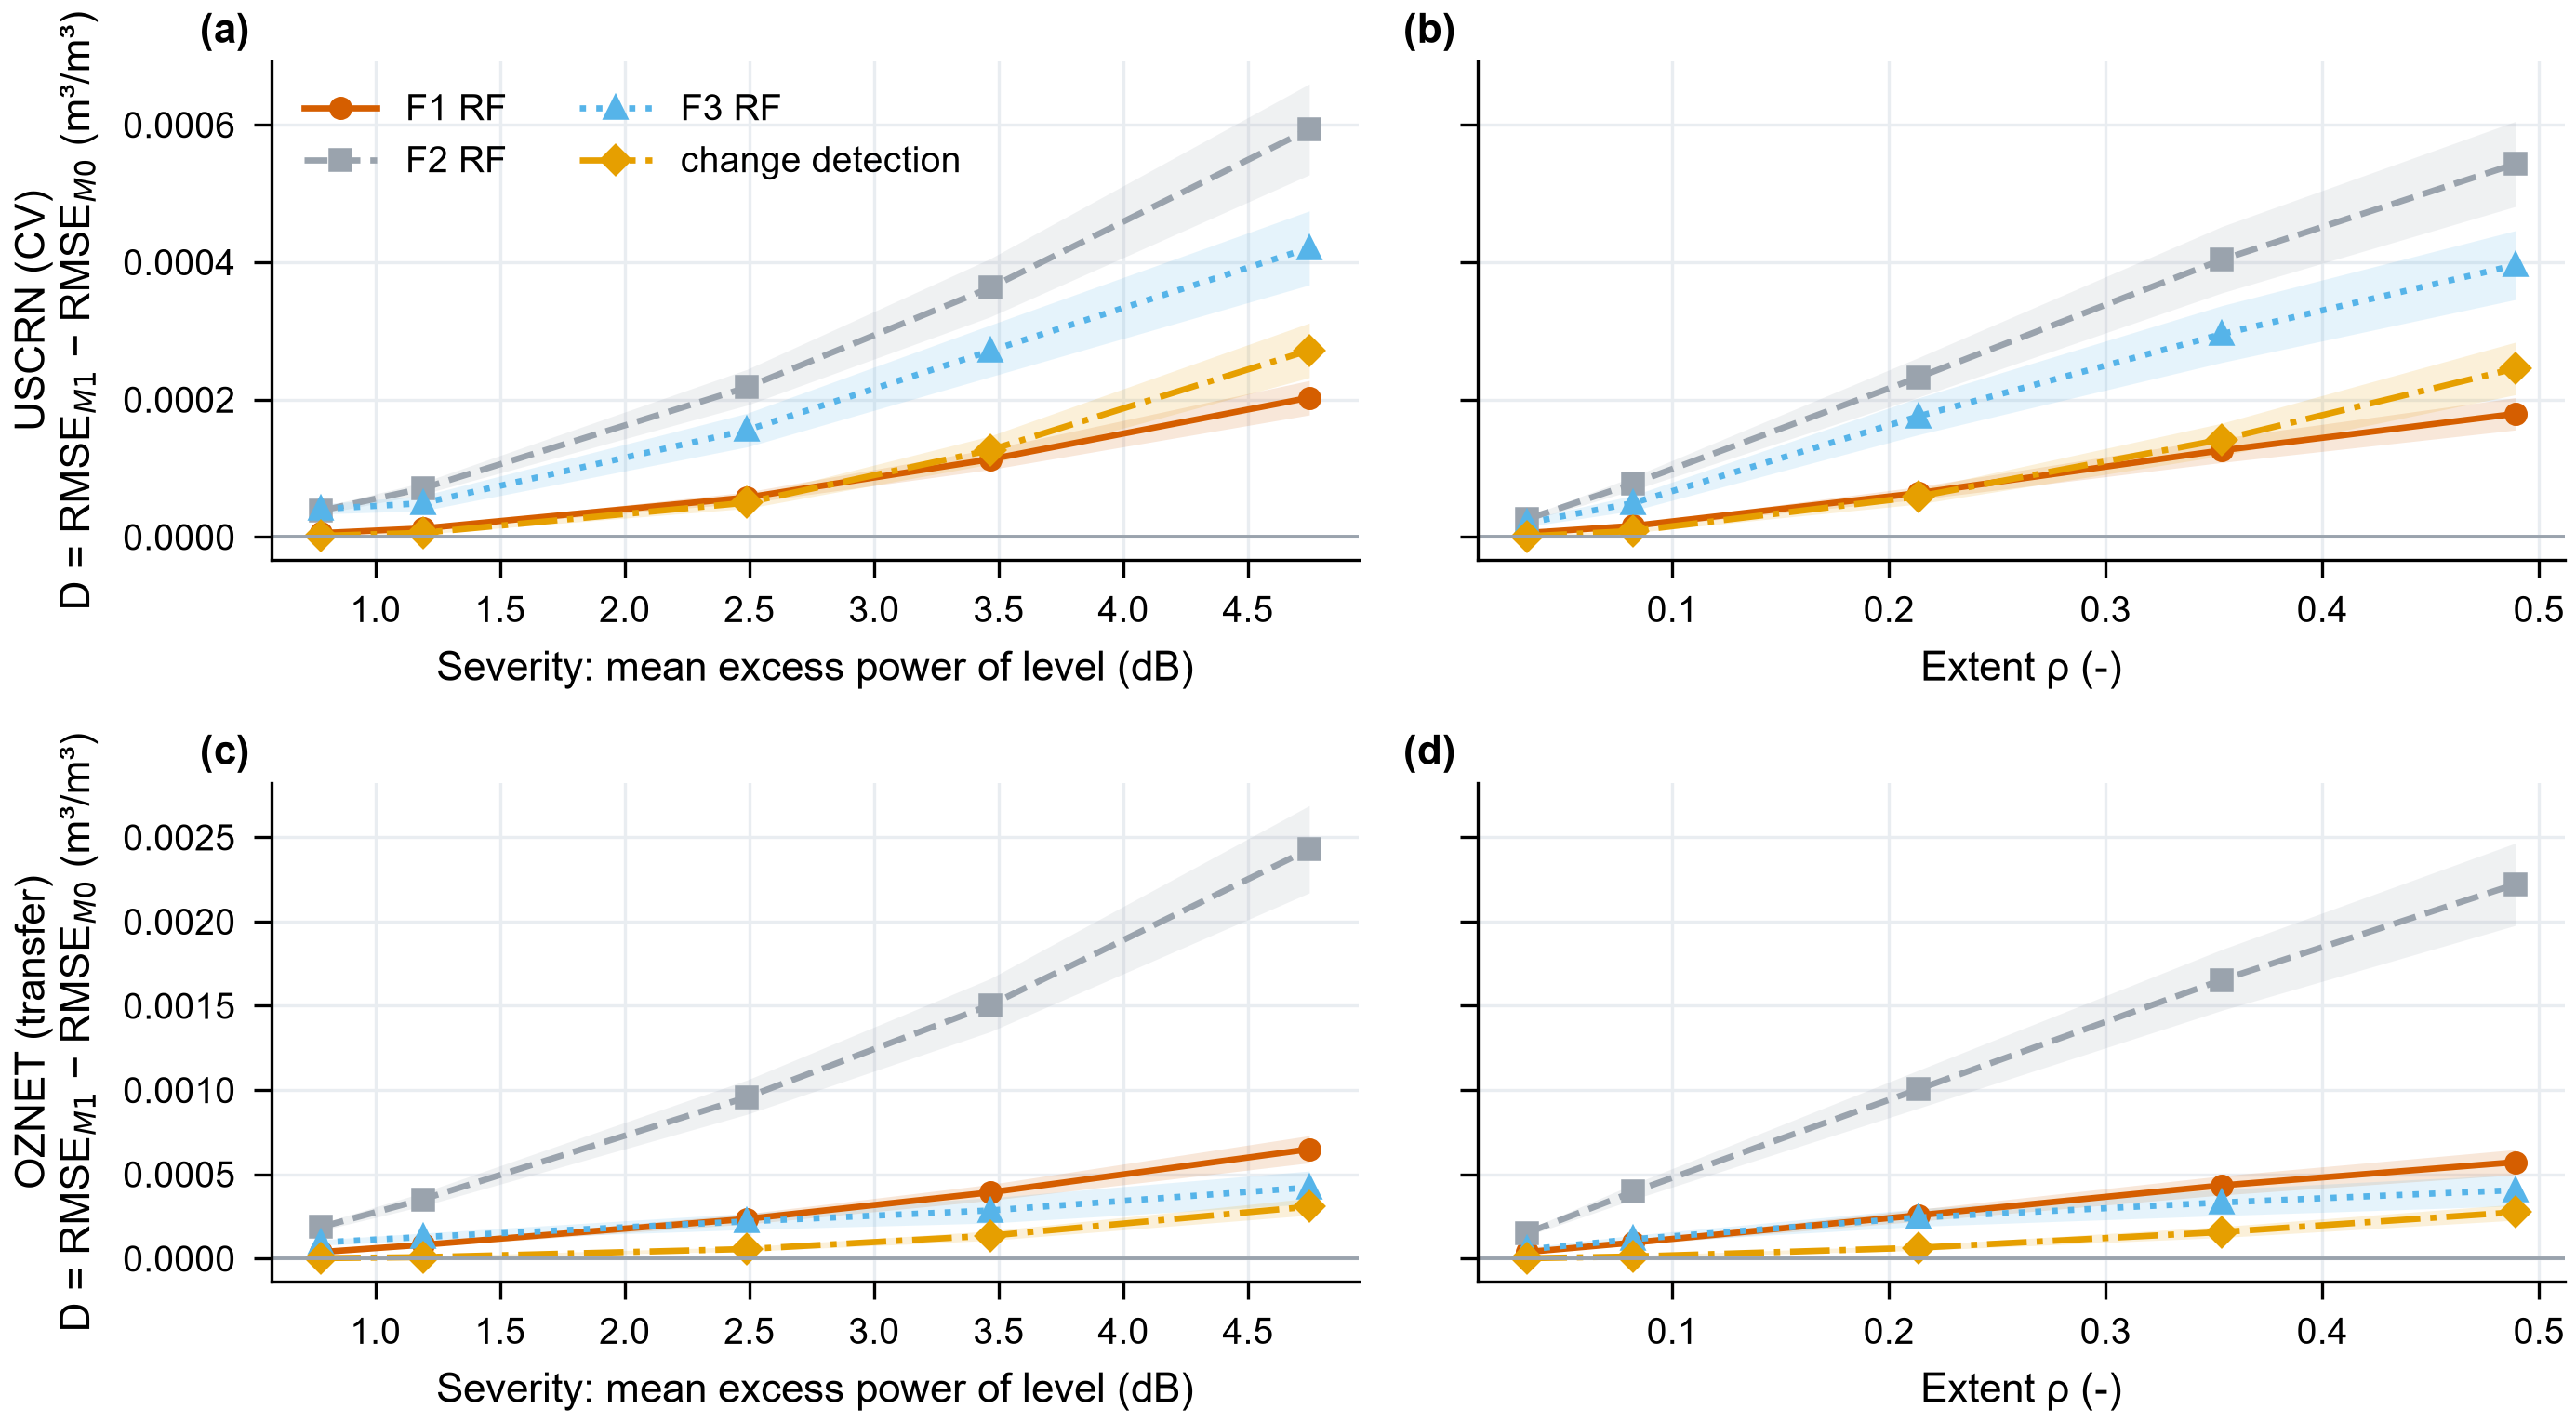 (a)
F1 RF
F2 RF
F3 RF
change detection
USCRN (CV)
D = RMSE_M1 − RMSE_M0 (m³/m³)
0.0006
0.0004
0.0002
0.0000
1.0 1.5 2.0 2.5 3.0 3.5 4.0 4.5
Severity: mean excess power of level (dB)
(b)
0.1 0.2 0.3 0.4 0.5
Extent ρ (-)
(c)
OZNET (transfer)
D = RMSE_M1 − RMSE_M0 (m³/m³)
0.0025
0.0020
0.0015
0.0010
0.0005
0.0000
1.0 1.5 2.0 2.5 3.0 3.5 4.0 4.5
Severity: mean excess power of level (dB)
(d)
0.1 0.2 0.3 0.4 0.5
Extent ρ (-)